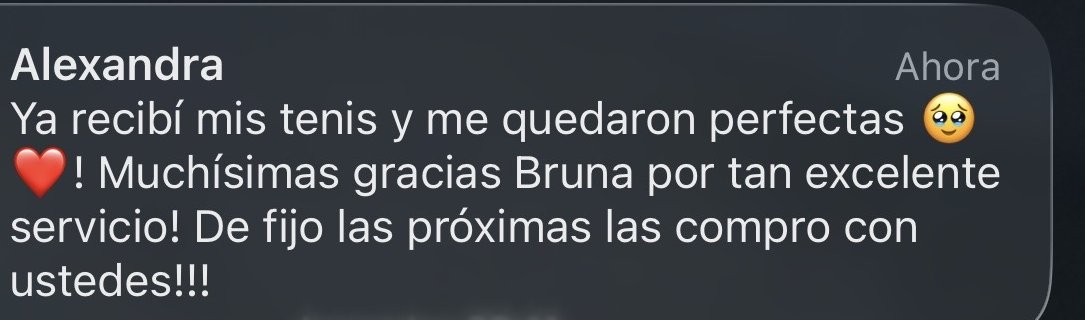 Alexandra
Ahora
Ya recibí mis tenis y me quedaron perfectas 🥹
❤️! Muchísimas gracias Bruna por tan excelente
servicio! De fijo las próximas las compro con
ustedes!!!